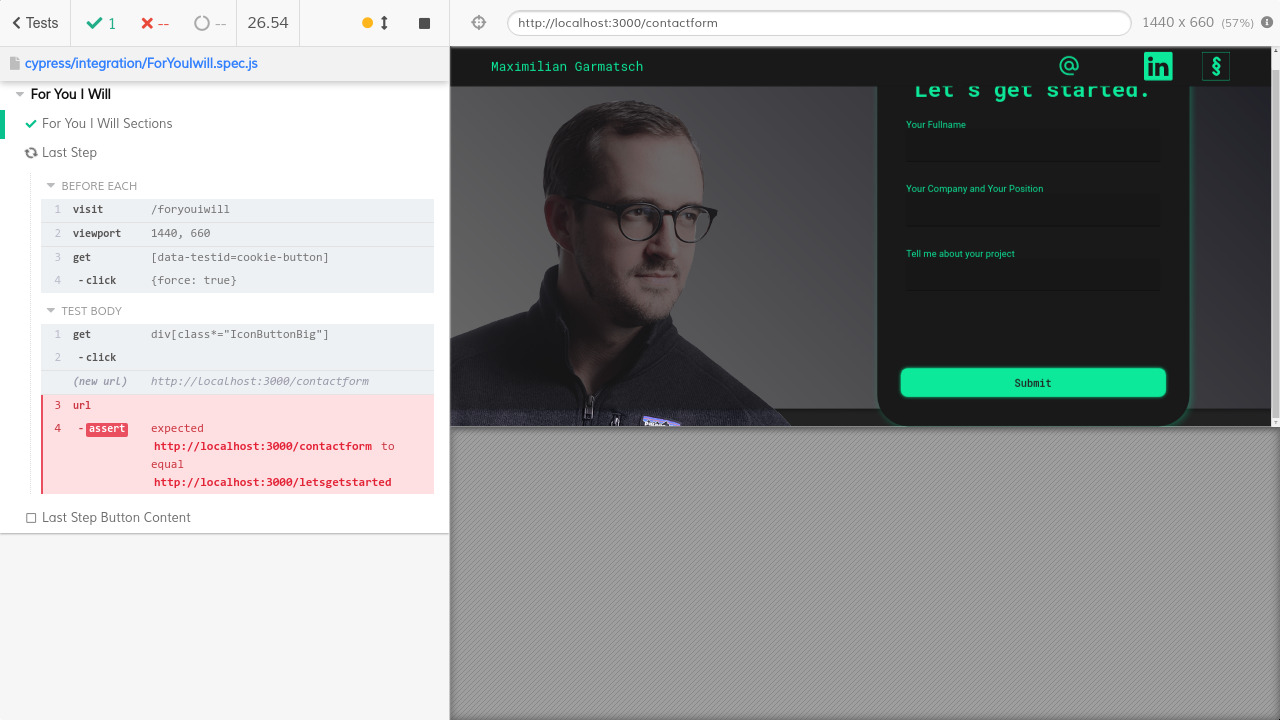 Tests
1
--
--
26.54
http://localhost:3000/contactform
1440 x 660 (57%)
cypress/integration/ForYouIwill.spec.js
For You I Will
For You I Will Sections
Last Step
BEFORE EACH
1 visit /foryouiwill
2 viewport 1440, 660
3 get [data-testid=cookie-button]
4 -click {force: true}
TEST BODY
1 get div[class*="IconButtonBig"]
2 -click
(new url) http://localhost:3000/contactform
3 url
4 -assert expected
http://localhost:3000/contactform to
equal
http://localhost:3000/letsgetstarted
Last Step Button Content
Maximilian Garmatsch
@
in
§
Let's get started.
Your Fullname
Your Company and Your Position
Tell me about your project
Submit